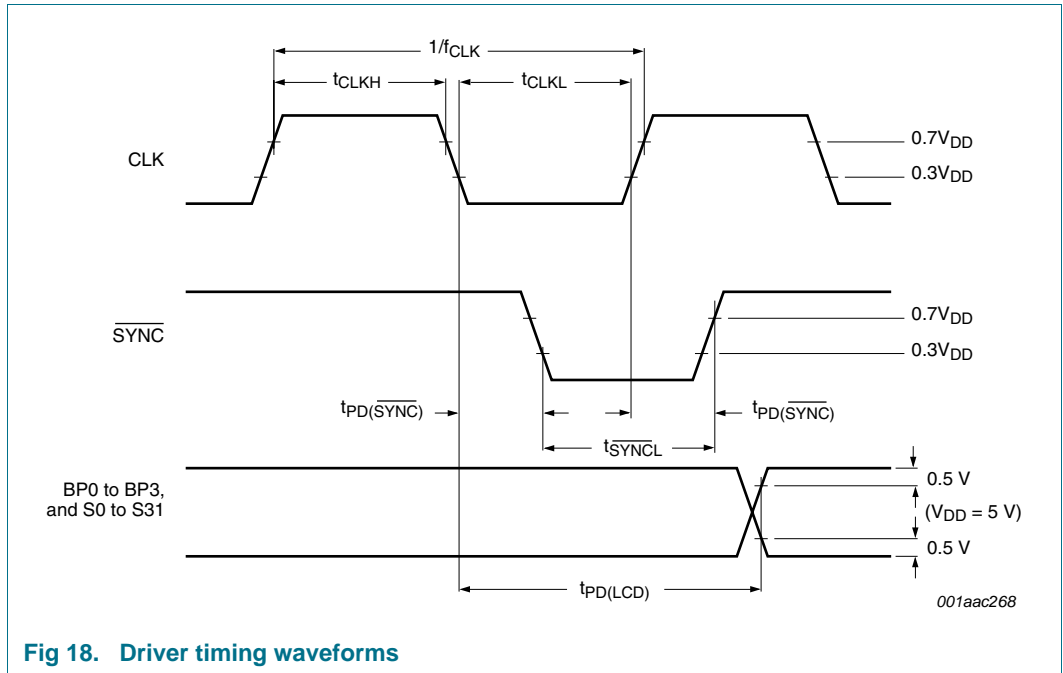 1/fCLK
tCLKH
tCLKL
CLK
0.7VDD
0.3VDD
SYNC
0.7VDD
0.3VDD
tPD(SYNC)
tPD(SYNC)
tSYNCL
BP0 to BP3,
and S0 to S31
0.5 V
(VDD = 5 V)
0.5 V
tPD(LCD)
001aac268
Fig 18. Driver timing waveforms